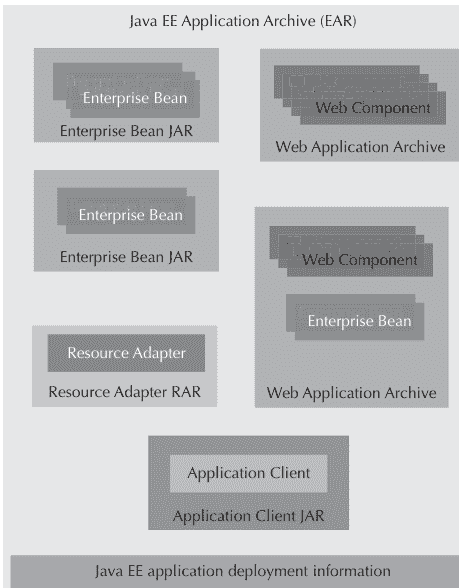 Java EE Application Archive (EAR)
Enterprise Bean
Enterprise Bean JAR
Web Component
Web Application Archive
Enterprise Bean
Enterprise Bean JAR
Web Component
Enterprise Bean
Web Application Archive
Resource Adapter
Resource Adapter RAR
Application Client
Application Client JAR
Java EE application deployment information